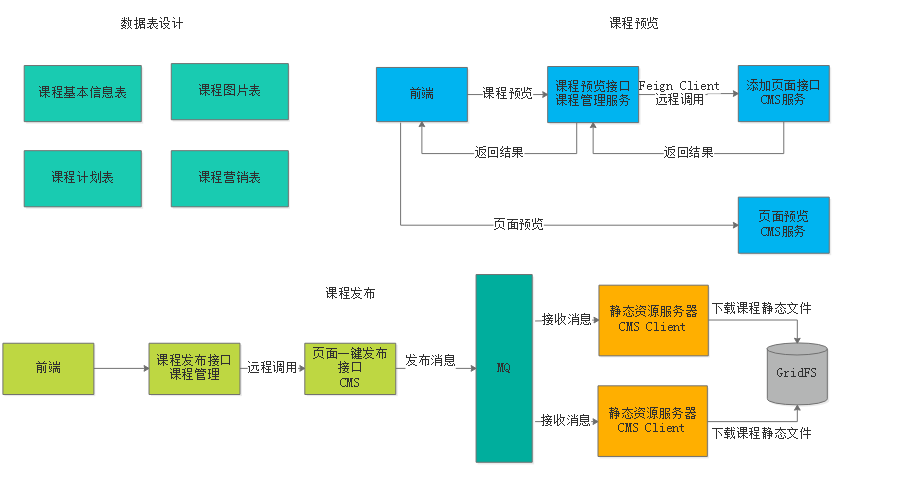 数据表设计
课程预览
课程基本信息表
课程图片表
课程计划表
课程营销表
前端
课程预览
课程预览接口
课程管理服务
Feign Client
远程调用
添加页面接口
CMS服务
返回结果
返回结果
页面预览
页面预览
CMS服务
课程发布
前端
课程发布接口
课程管理
远程调用
页面一键发布
接口
CMS
发布消息
MQ
接收消息
静态资源服务器
CMS Client
下载课程静态文件
GridFS
接收消息
静态资源服务器
CMS Client
下载课程静态文件